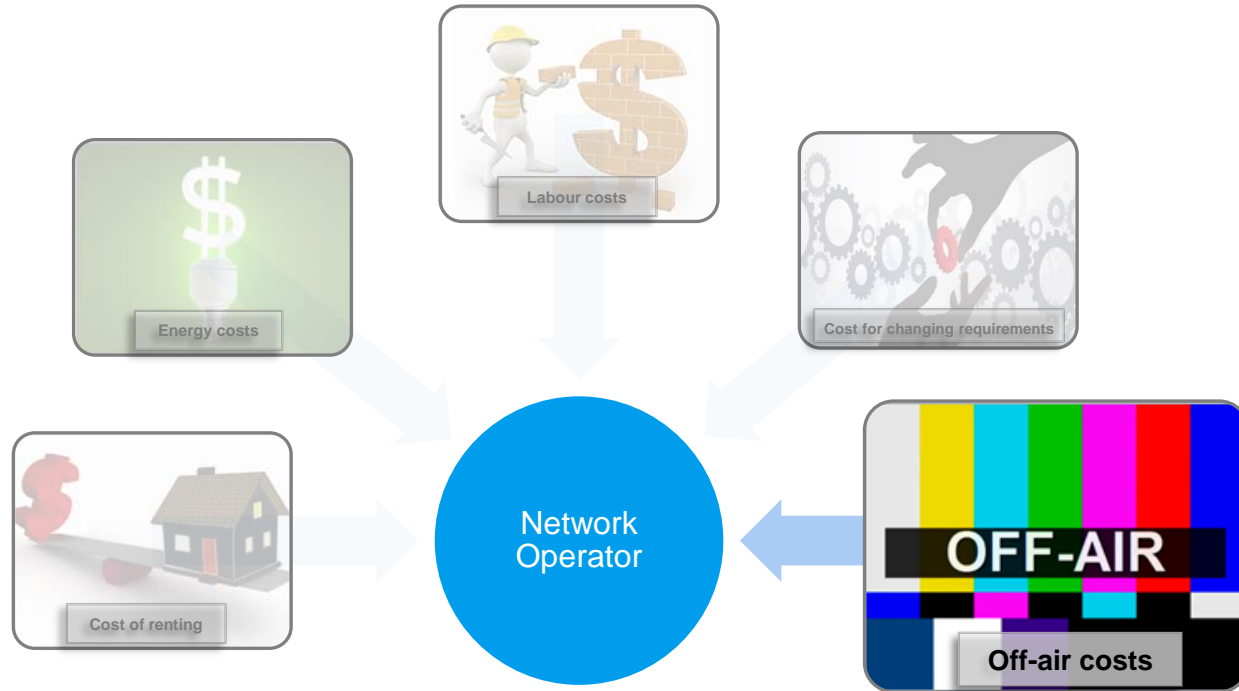 Labour costs
Energy costs
Cost for changing requirements
Cost of renting
Network
Operator
OFF-AIR
Off-air costs